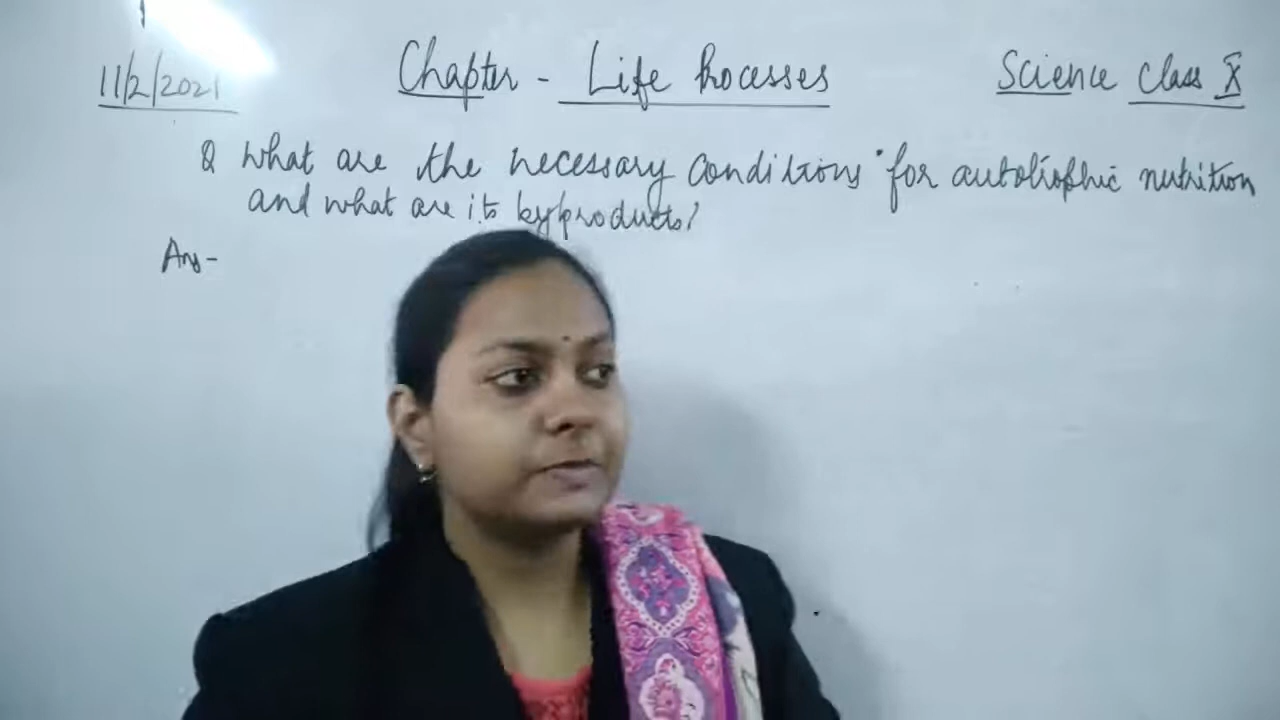 11/2/2021 Chapter - Life Processes Science Class X
Q What are the necessary conditions for autotrophic nutrition
and what are its byproducts?
Ans-